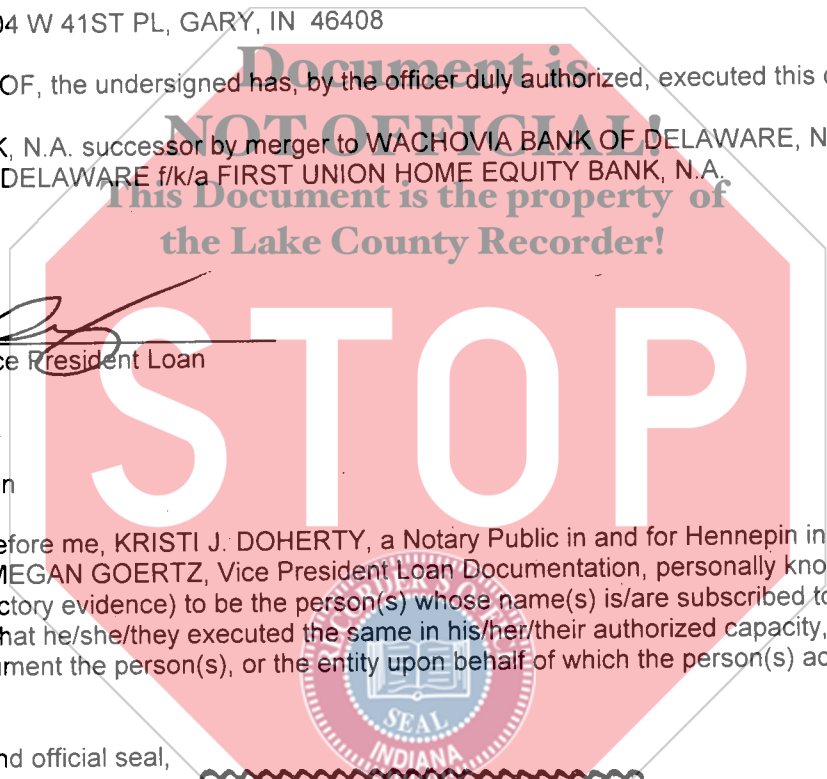 04 W 41ST PL, GARY, IN 46408
Document is
OF, the undersigned has, by the officer duly authorized, executed this
NOT OFFICIAL!
K, N.A. successor by merger to WACHOVIA BANK OF DELAWARE, N
DELAWARE f/k/a FIRST UNION HOME EQUITY BANK, N.A.
This Document is the property of
the Lake County Recorder!
STOP
ce President Loan
n
efore me, KRISTI J. DOHERTY, a Notary Public in and for Hennepin in
MEGAN GOERTZ, Vice President Loan Documentation, personally kno
ctory evidence) to be the person(s) whose name(s) is/are subscribed to
hat he/she/they executed the same in his/her/their authorized capacity,
ument the person(s), or the entity upon behalf of which the person(s) ac
RECORDER'S OFFICE
SEAL
INDIANA
nd official seal,